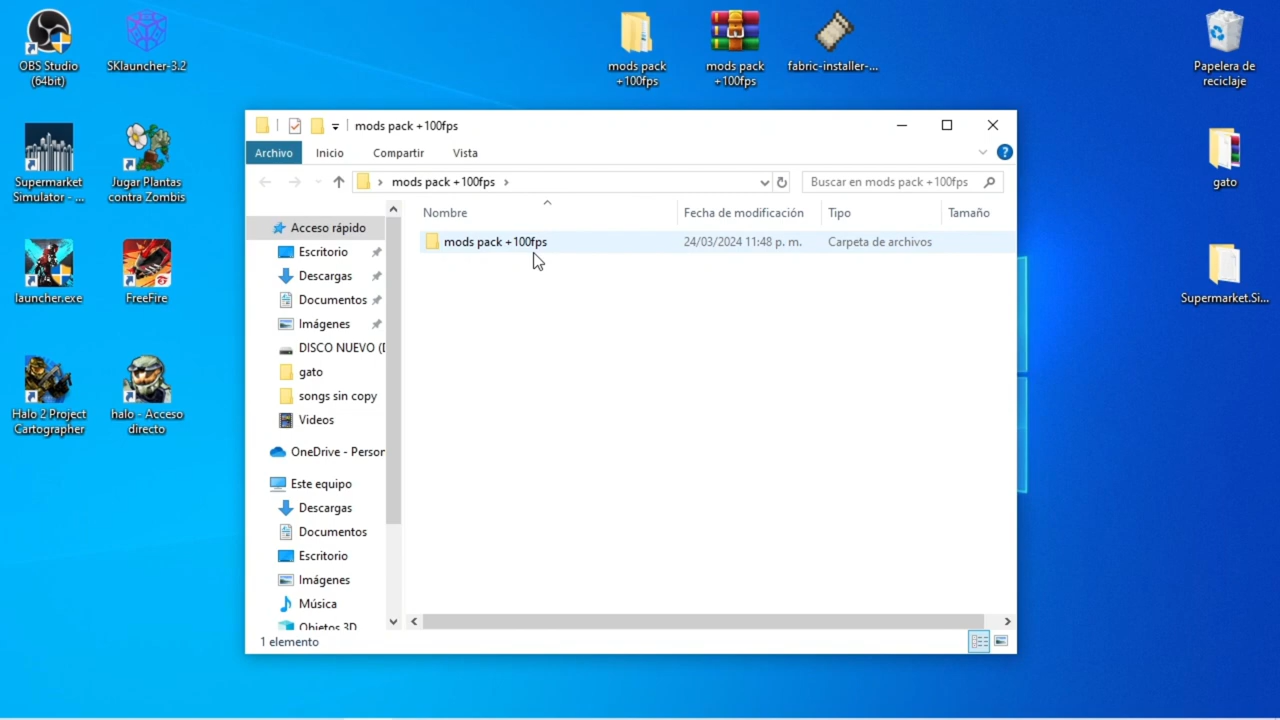 OBS Studio
(64bit)
SKlauncher-3.2
mods pack
+100fps
mods pack
+100fps
fabric-installer-...
Papelera de
reciclaje
Supermarket
Simulator - ...
Jugar Plantas
contra Zombis
gato
launcher.exe
FreeFire
Supermarket.Si...
Halo 2 Project
Cartographer
halo - Acceso
directo
mods pack +100fps
Archivo Inicio Compartir Vista
mods pack +100fps
Buscar en mods pack +100fps
Nombre Fecha de modificación Tipo Tamaño
mods pack +100fps 24/03/2024 11:48 p. m. Carpeta de archivos
Acceso rápido
Escritorio
Descargas
Documentos
Imágenes
DISCO NUEVO (D
gato
songs sin copy
Videos
OneDrive - Person
Este equipo
Descargas
Documentos
Escritorio
Imágenes
Música
Objetos 3D
1 elemento